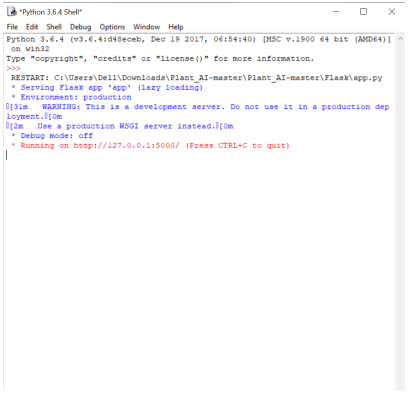 *Python 3.6.4 Shell*
File Edit Shell Debug Options Window Help
Python 3.6.4 (v3.6.4:d48eceb, Dec 19 2017, 06:54:40) [MSC v.1900 64 bit (AMD64)]
on win32
Type "copyright", "credits" or "license()" for more information.
>>>
RESTART: C:\Users\Dell\Downloads\Plant_AI-master\Plant_AI-master\Flask\app.py
* Serving Flask app 'app' (lazy loading)
* Environment: production
[31m   WARNING: This is a development server. Do not use it in a production dep
loyment.[0m
[2m   Use a production WSGI server instead.[0m
* Debug mode: off
* Running on http://127.0.0.1:5000/ (Press CTRL+C to quit)